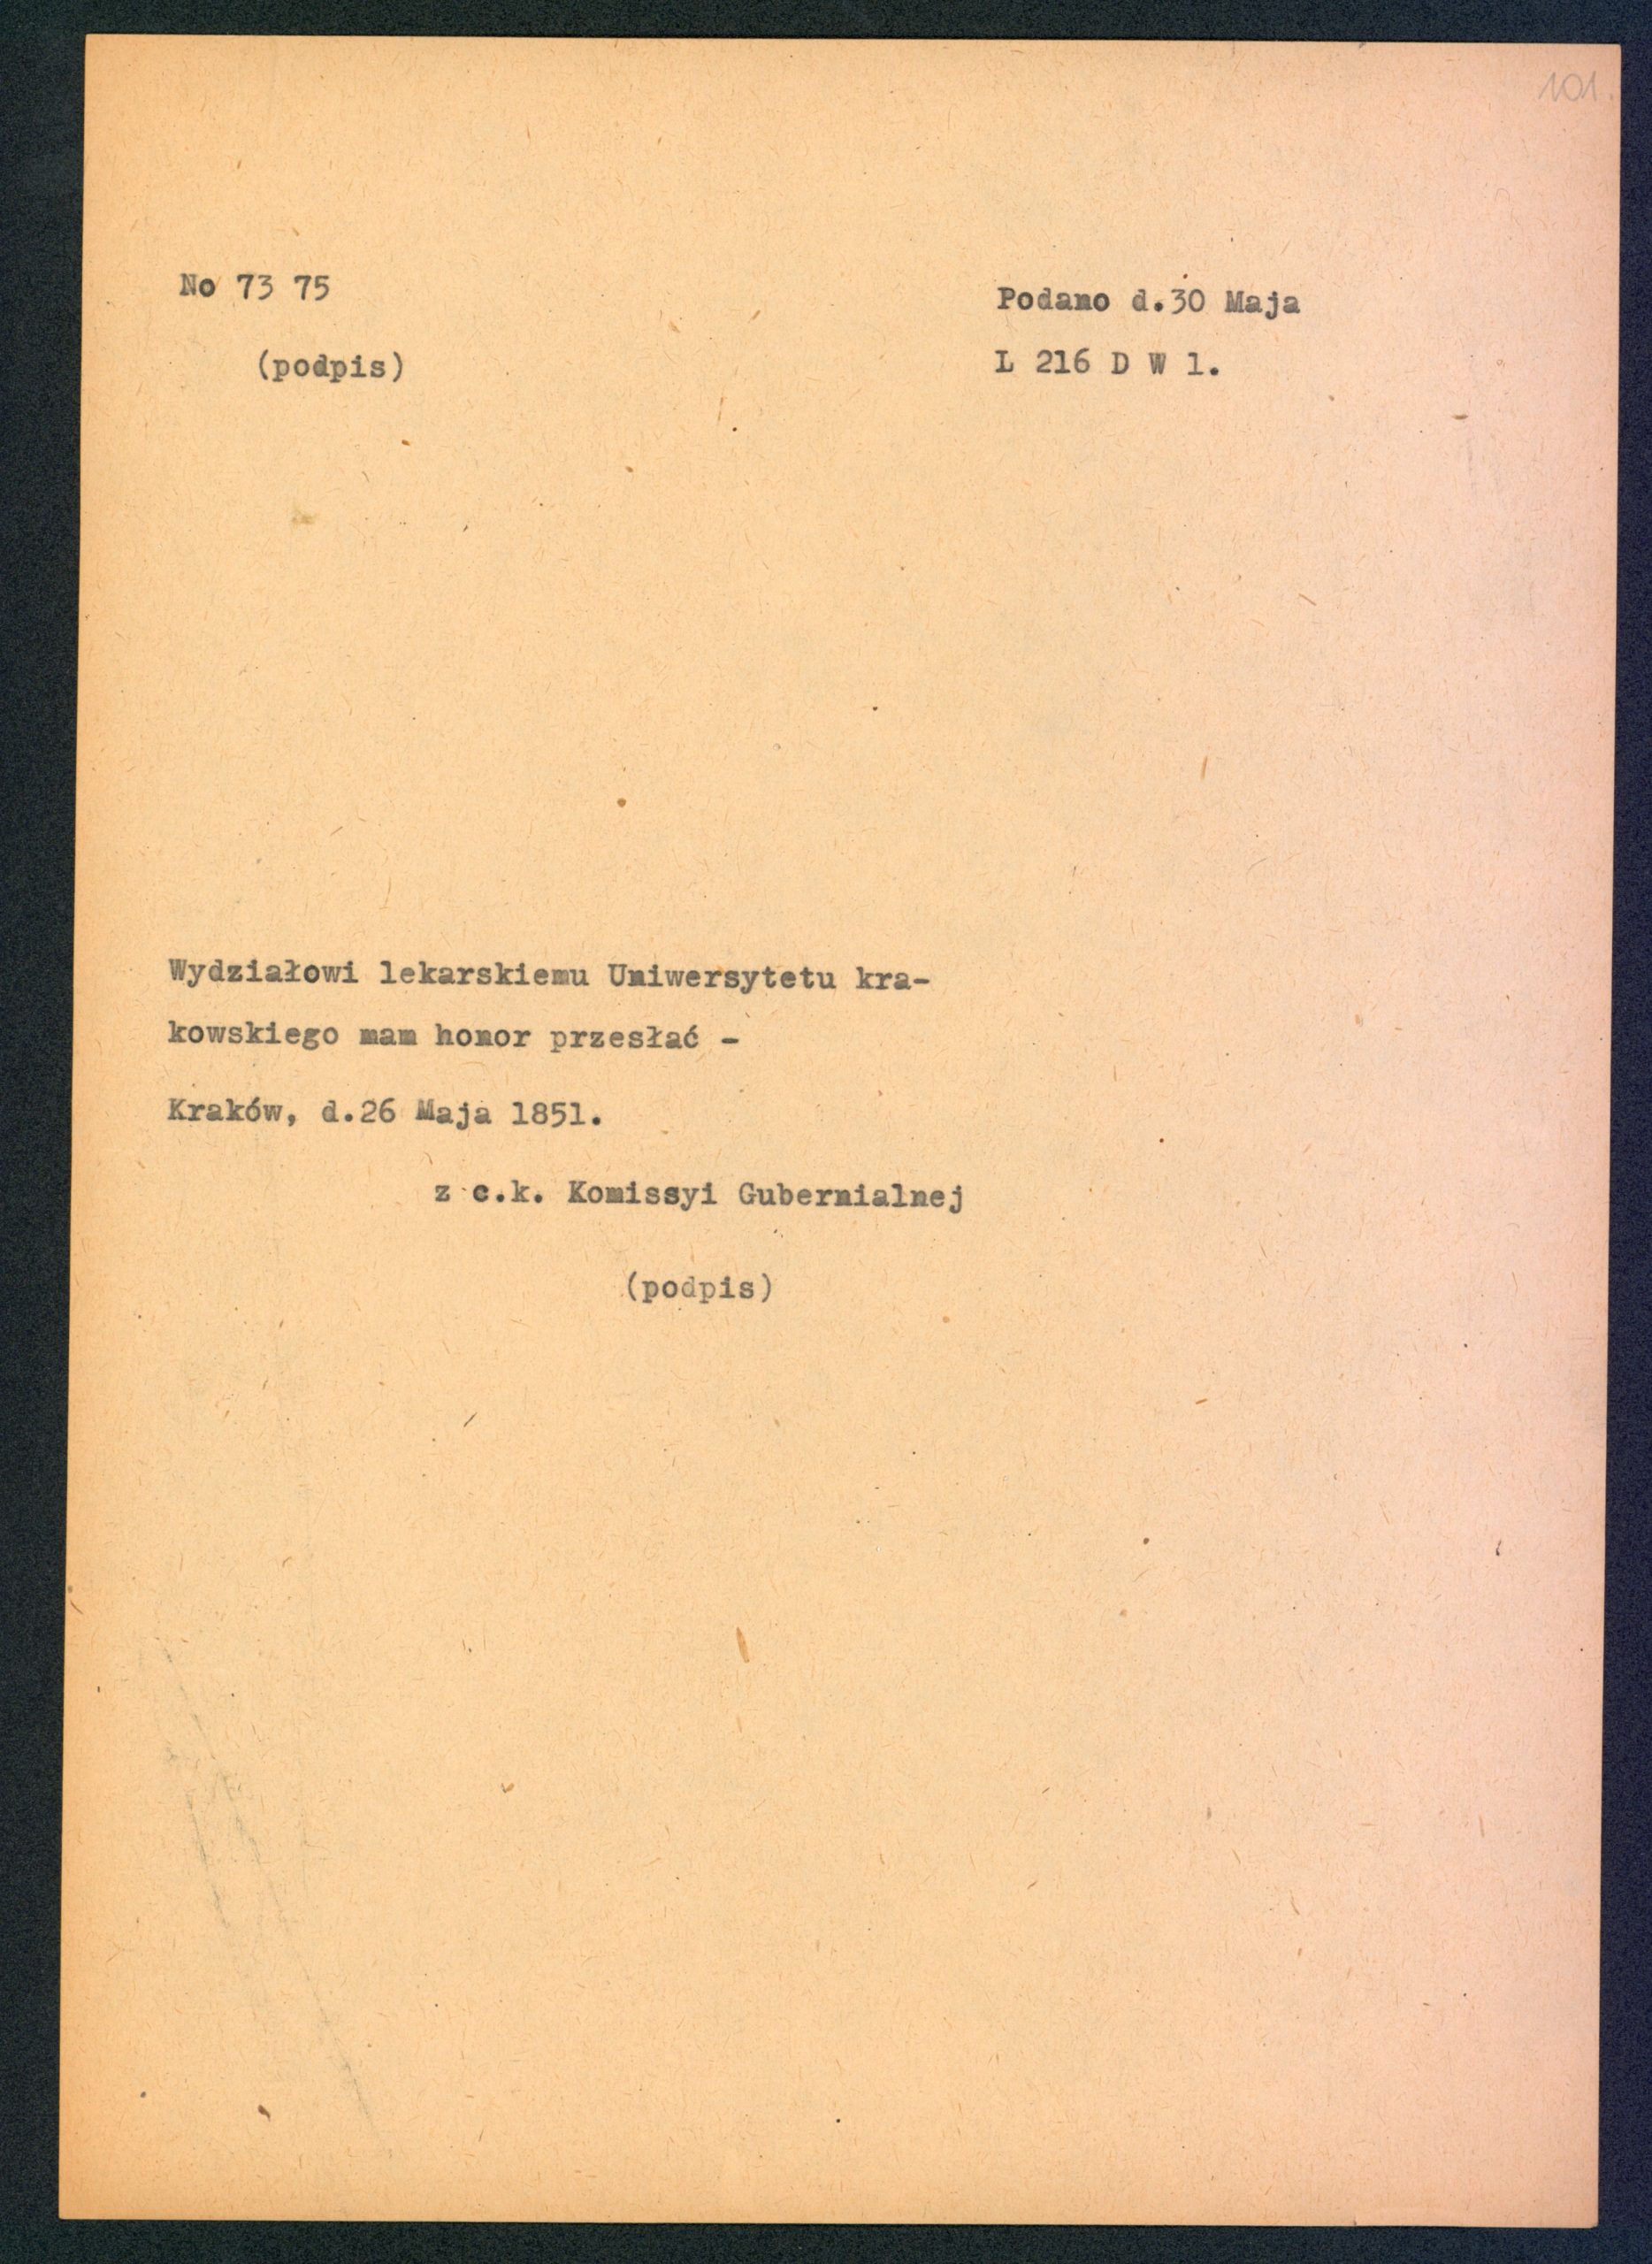 101.
No 73 75
Podano d.30 Maja
(podpis)
L 216 D W 1.
Wydziałowi lekarskiemu Uniwersytetu kra-
kowskiego mam honor przesłać -
Kraków, d.26 Maja 1851.
z c.k. Komissyi Gubernialnej
(podpis)